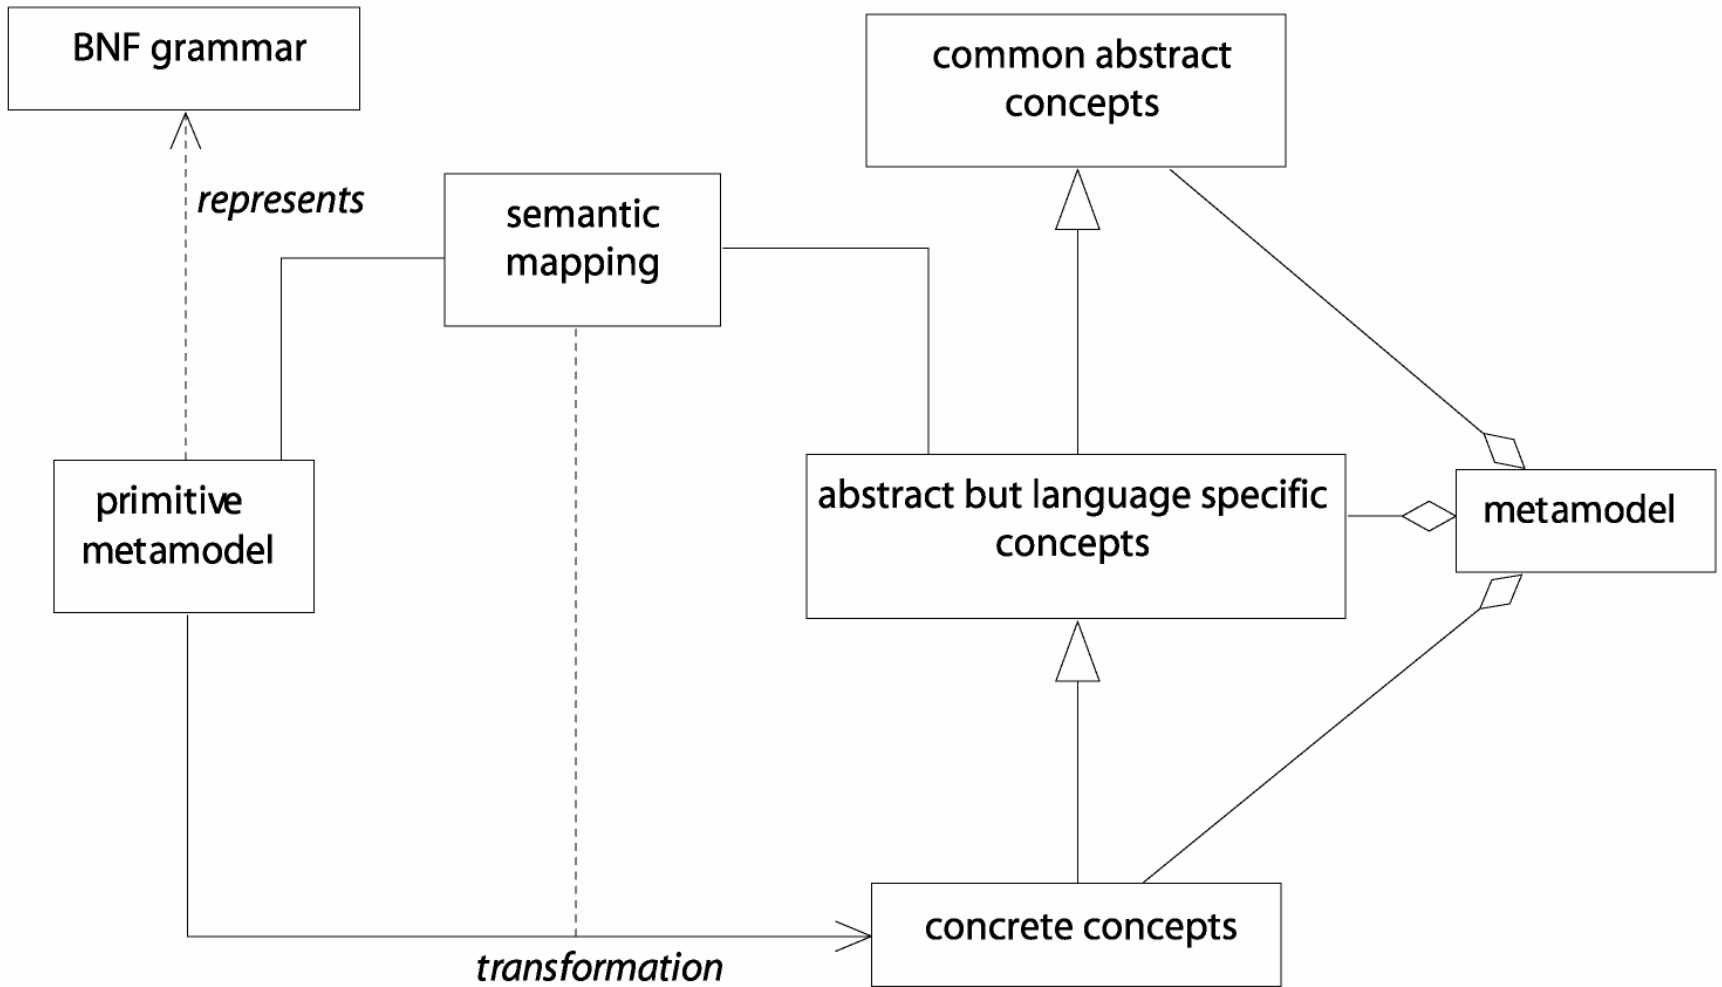 BNF grammar
common abstract
concepts
represents
semantic
mapping
primitive
metamodel
abstract but language specific
concepts
metamodel
concrete concepts
transformation